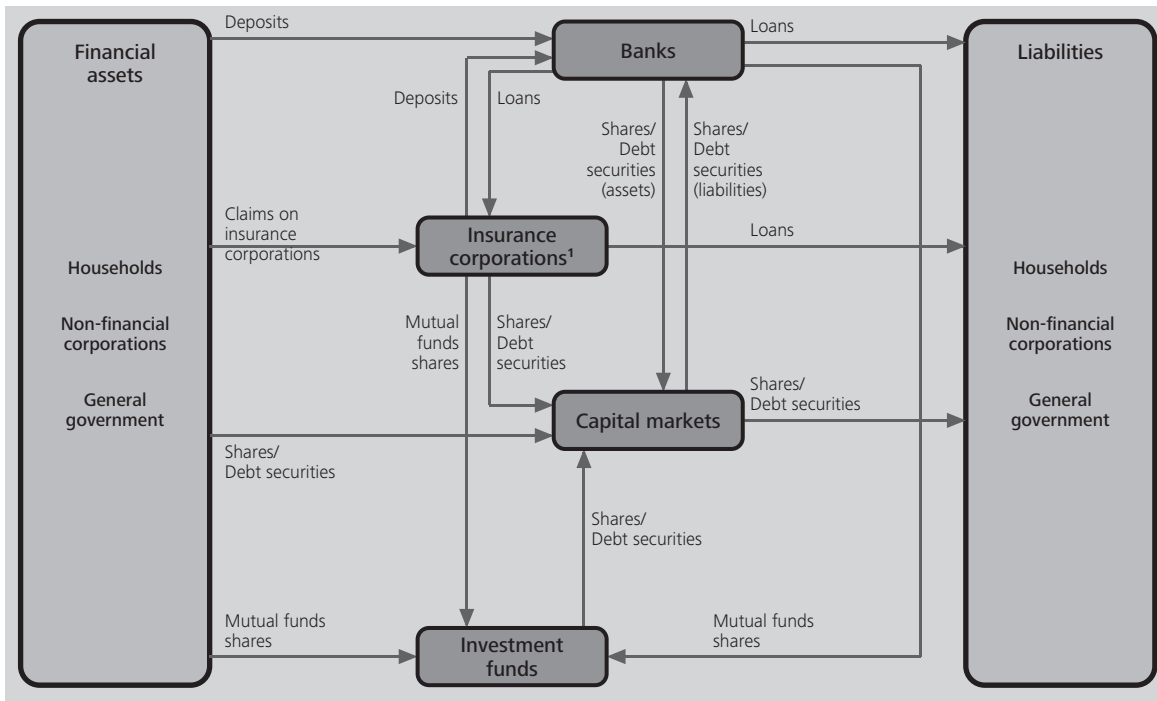 Deposits
Financial
assets
Banks
Loans
Liabilities
Deposits
Loans
Shares/
Debt
securities
(assets)
Shares/
Debt
securities
(liabilities)
Claims on
insurance
corporations
Insurance
corporations¹
Loans
Households
Non-financial
corporations
General
government
Households
Non-financial
corporations
General
government
Mutual
funds
shares
Shares/
Debt
securities
Capital markets
Shares/
Debt securities
Shares/
Debt securities
Shares/
Debt securities
Mutual funds
shares
Investment
funds
Mutual funds
shares